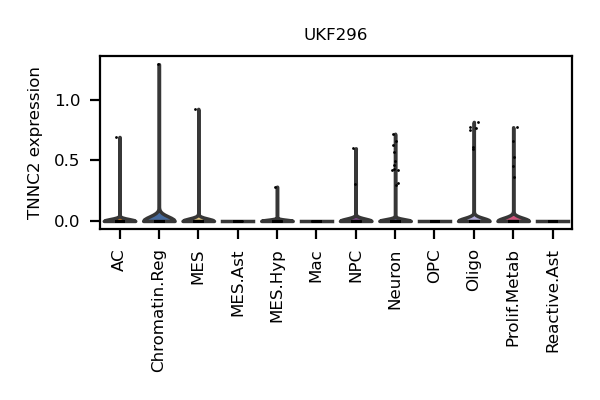 UKF296
TNNC2 expression
1.0
0.5
0.0
AC
Chromatin.Reg
MES
MES.Ast
MES.Hyp
Mac
NPC
Neuron
OPC
Oligo
Prolif.Metab
Reactive.Ast